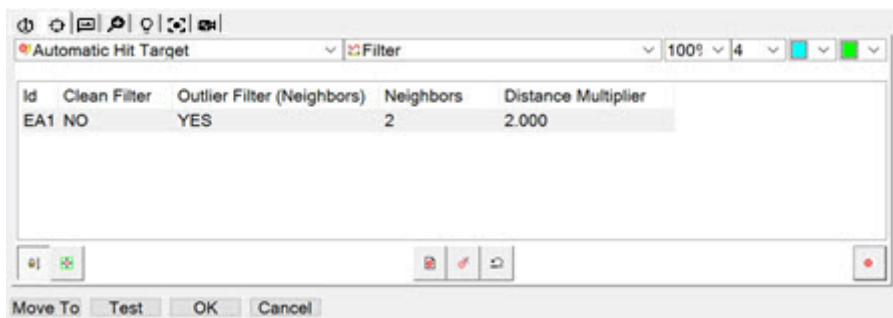 Automatic Hit Target Filter 100% 4
Id Clean Filter Outlier Filter (Neighbors) Neighbors Distance Multiplier
EA1 NO YES 2 2.000
Move To Test OK Cancel